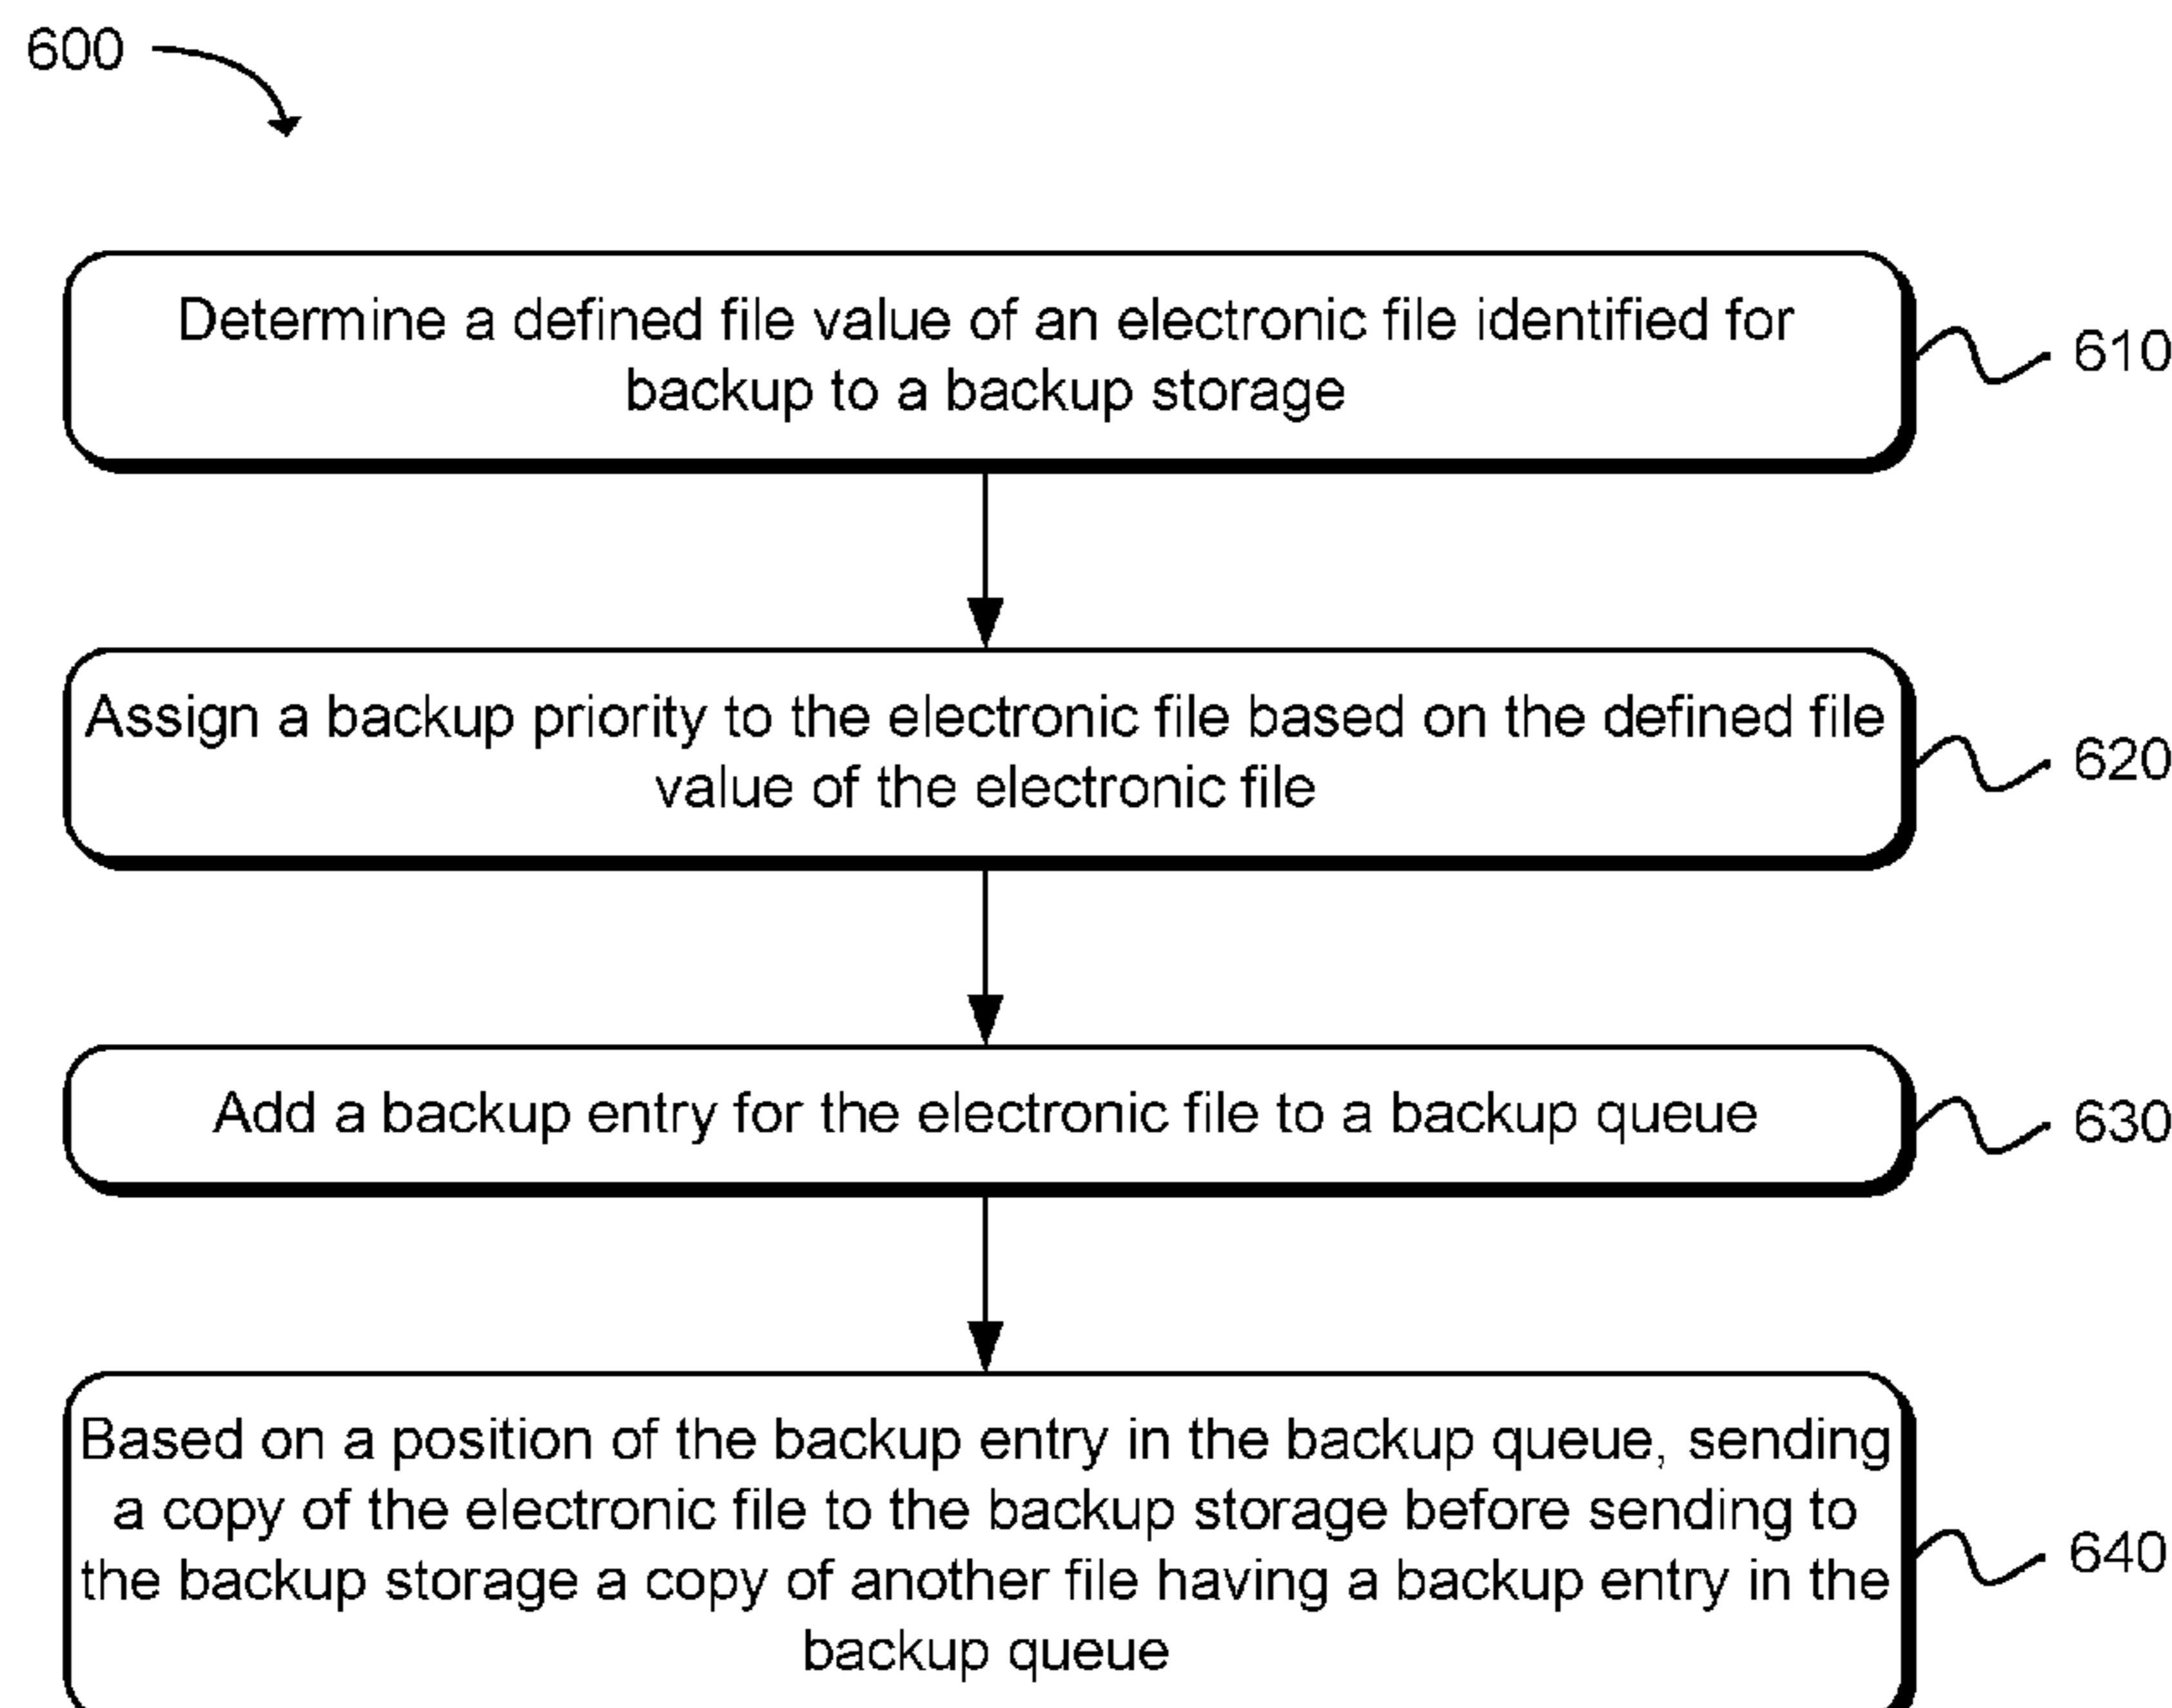 600
Determine a defined file value of an electronic file identified for
backup to a backup storage
610
Assign a backup priority to the electronic file based on the defined file
value of the electronic file
620
Add a backup entry for the electronic file to a backup queue
630
Based on a position of the backup entry in the backup queue, sending
a copy of the electronic file to the backup storage before sending to
the backup storage a copy of another file having a backup entry in the
backup queue
640